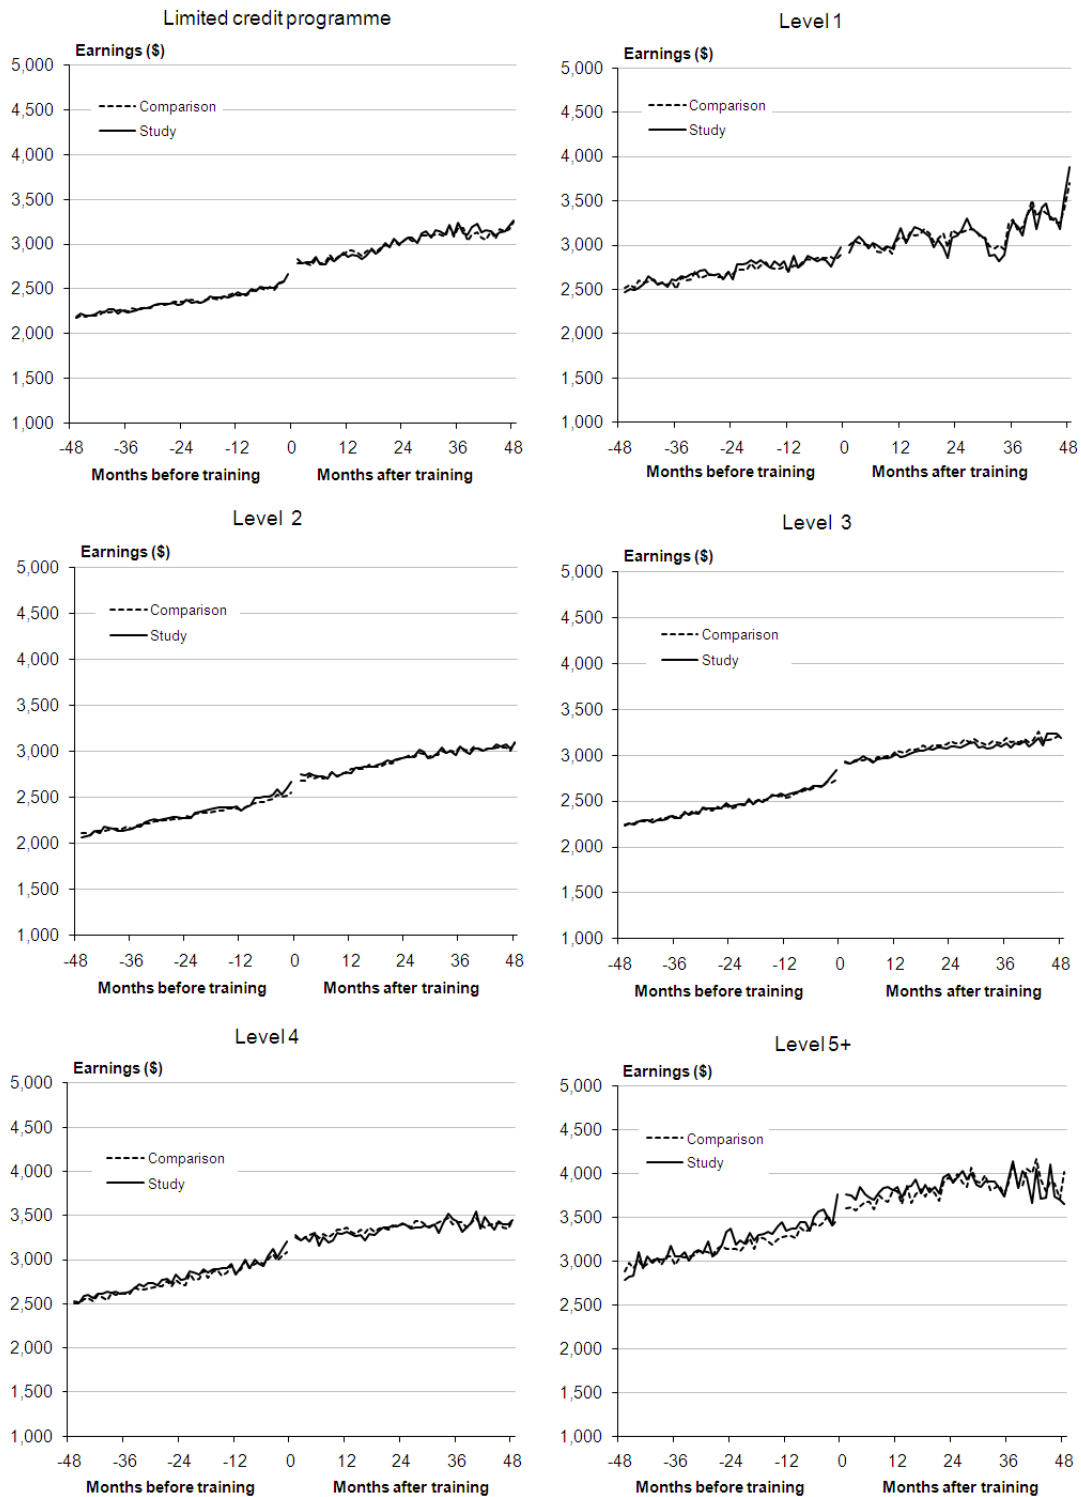 Limited credit programme
Earnings ($)
5,000
4,500
4,000
3,500
3,000
2,500
2,000
1,500
1,000
Comparison
Study
-48 -36 -24 -12 0 12 24 36 48
Months before training Months after training
Level 1
Earnings ($)
5,000
4,500
4,000
3,500
3,000
2,500
2,000
1,500
1,000
Comparison
Study
-48 -36 -24 -12 0 12 24 36 48
Months before training Months after training
Level 2
Earnings ($)
5,000
4,500
4,000
3,500
3,000
2,500
2,000
1,500
1,000
Comparison
Study
-48 -36 -24 -12 0 12 24 36 48
Months before training Months after training
Level 3
Earnings ($)
5,000
4,500
4,000
3,500
3,000
2,500
2,000
1,500
1,000
Comparison
Study
-48 -36 -24 -12 0 12 24 36 48
Months before training Months after training
Level 4
Earnings ($)
5,000
4,500
4,000
3,500
3,000
2,500
2,000
1,500
1,000
Comparison
Study
-48 -36 -24 -12 0 12 24 36 48
Months before training Months after training
Level 5+
Earnings ($)
5,000
4,500
4,000
3,500
3,000
2,500
2,000
1,500
1,000
Comparison
Study
-48 -36 -24 -12 0 12 24 36 48
Months before training Months after training